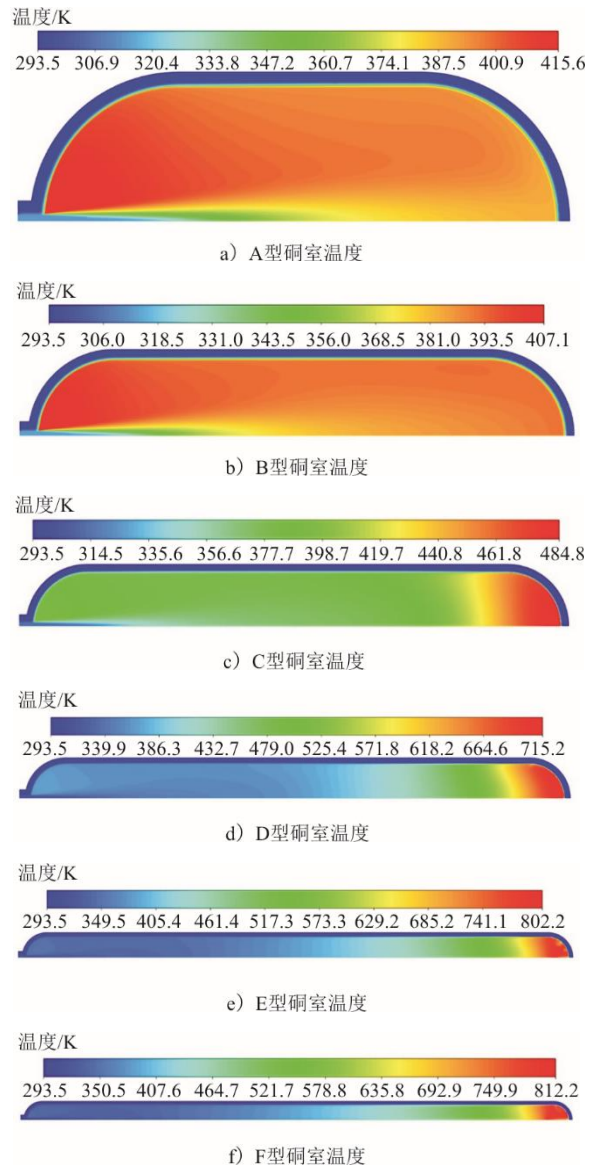 温度/K
293.5 306.9 320.4 333.8 347.2 360.7 374.1 387.5 400.9 415.6
a）A型硐室温度
温度/K
293.5 306.0 318.5 331.0 343.5 356.0 368.5 381.0 393.5 407.1
b）B型硐室温度
温度/K
293.5 314.5 335.6 356.6 377.7 398.7 419.7 440.8 461.8 484.8
c）C型硐室温度
温度/K
293.5 339.9 386.3 432.7 479.0 525.4 571.8 618.2 664.6 715.2
d）D型硐室温度
温度/K
293.5 349.5 405.4 461.4 517.3 573.3 629.2 685.2 741.1 802.2
e）E型硐室温度
温度/K
293.5 350.5 407.6 464.7 521.7 578.8 635.8 692.9 749.9 812.2
f）F型硐室温度